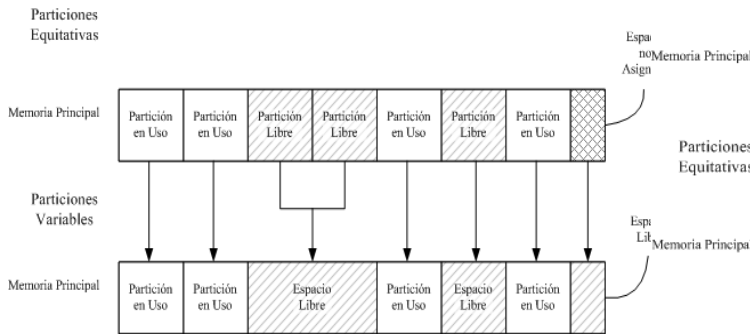 Particiones
Equitativas
no
Memoria Principal
Memoria Principal
Partición
en Uso
Partición
en Uso
Partición
Libre
Partición
Libre
Partición
en Uso
Partición
Libre
Partición
en Uso
Particiones
Equitativas
Particiones
Variables
Memoria Principal
Memoria Principal
Partición
en Uso
Partición
en Uso
Espacio
Libre
Partición
en Uso
Espacio
Libre
Partición
en Uso